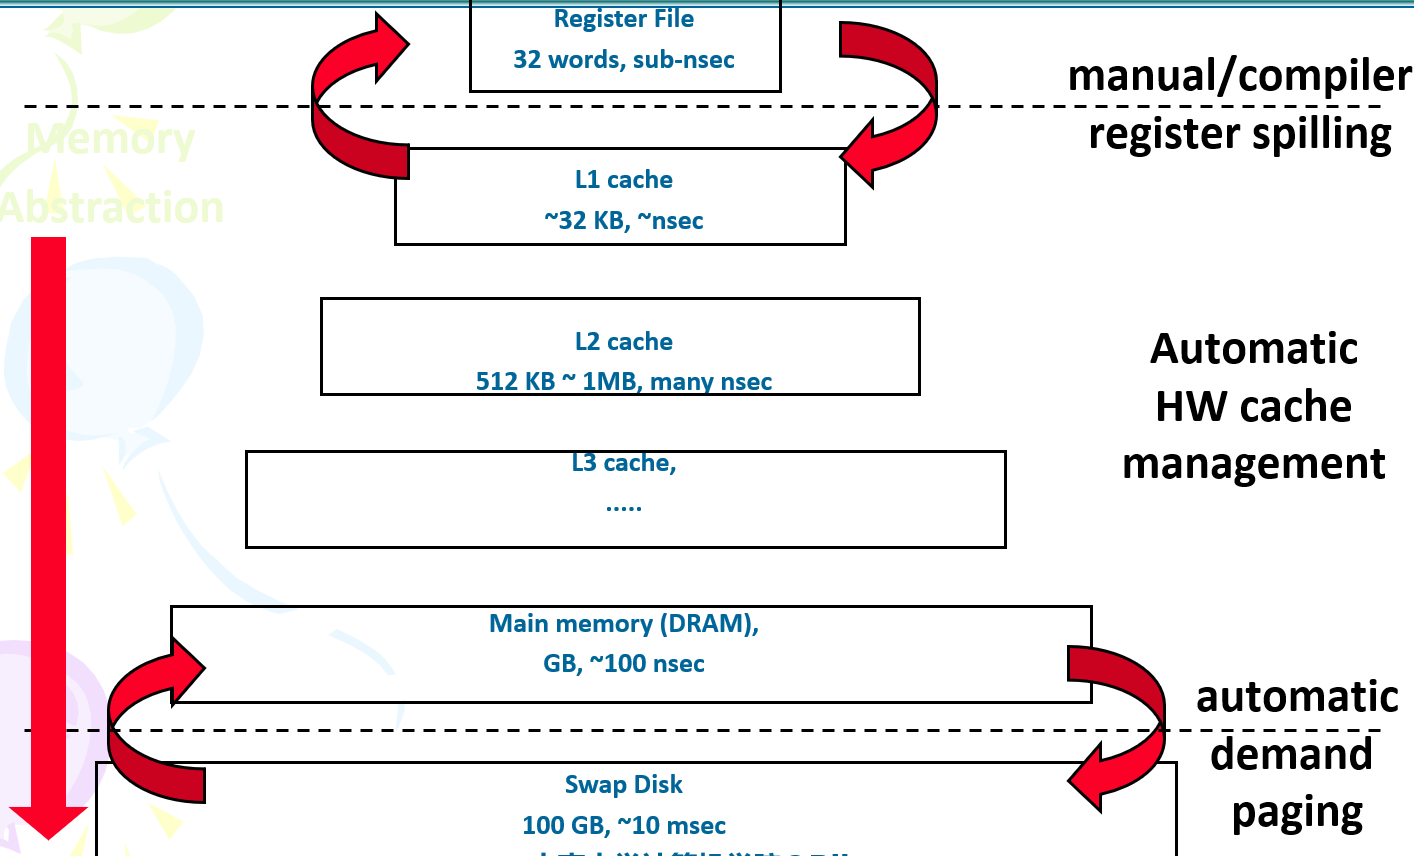 Register File
32 words, sub-nsec
manual/compiler
register spilling
Memory
Abstraction
L1 cache
~32 KB, ~nsec
L2 cache
512 KB ~ 1MB, many nsec
Automatic
HW cache
management
L3 cache,
.....
Main memory (DRAM),
GB, ~100 nsec
automatic
demand
paging
Swap Disk
100 GB, ~10 msec